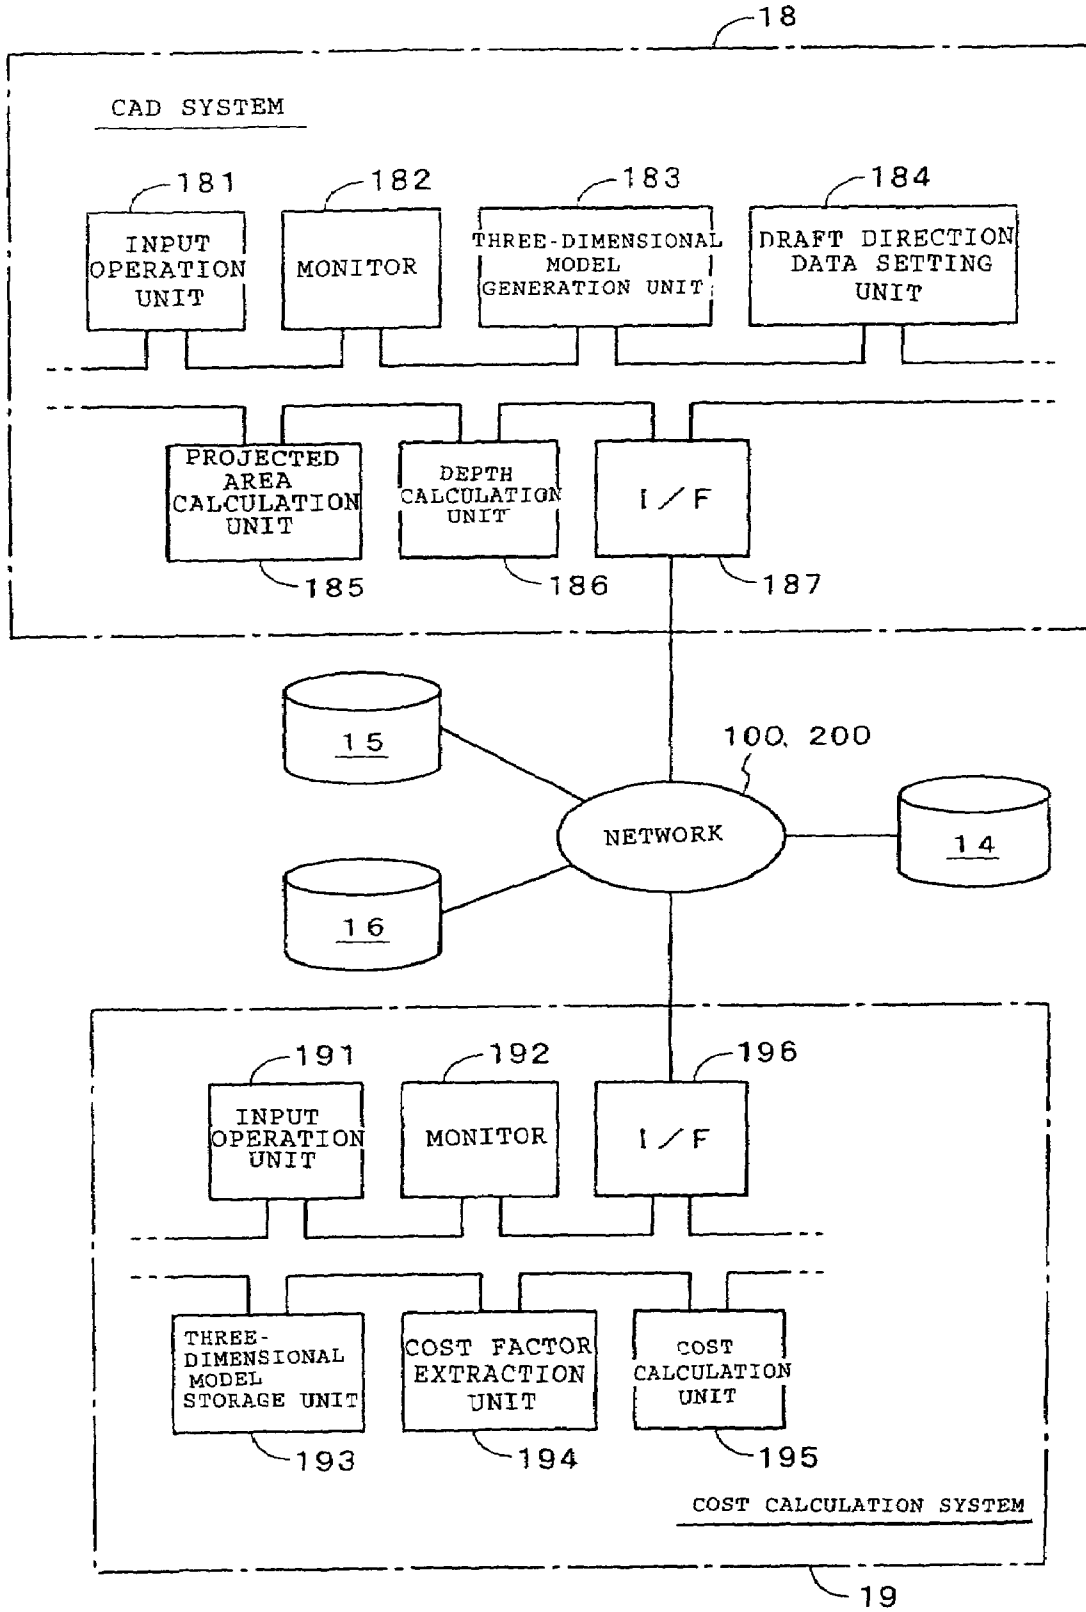 18
CAD SYSTEM
181
182
183
184
INPUT
OPERATION
UNIT
MONITOR
THREE-DIMENSIONAL
MODEL
GENERATION UNIT
DRAFT DIRECTION
DATA SETTING
UNIT
PROJECTED
AREA
CALCULATION
UNIT
DEPTH
CALCULATION
UNIT
I/F
185
186
187
15
100, 200
NETWORK
14
16
191
192
196
INPUT
OPERATION
UNIT
MONITOR
I/F
THREE-
DIMENSIONAL
MODEL
STORAGE UNIT
COST FACTOR
EXTRACTION
UNIT
COST
CALCULATION
UNIT
193
194
195
COST CALCULATION SYSTEM
19